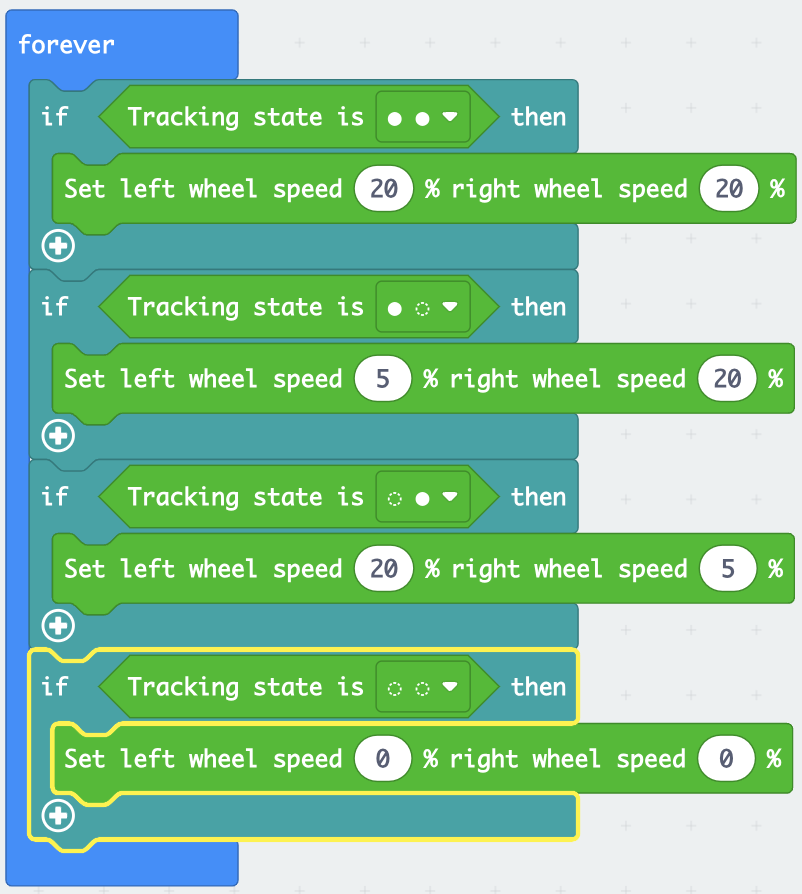 forever
if Tracking state is ● ● then
Set left wheel speed 20 % right wheel speed 20 %
if Tracking state is ● ◌ then
Set left wheel speed 5 % right wheel speed 20 %
if Tracking state is ◌ ● then
Set left wheel speed 20 % right wheel speed 5 %
if Tracking state is ◌ ◌ then
Set left wheel speed 0 % right wheel speed 0 %